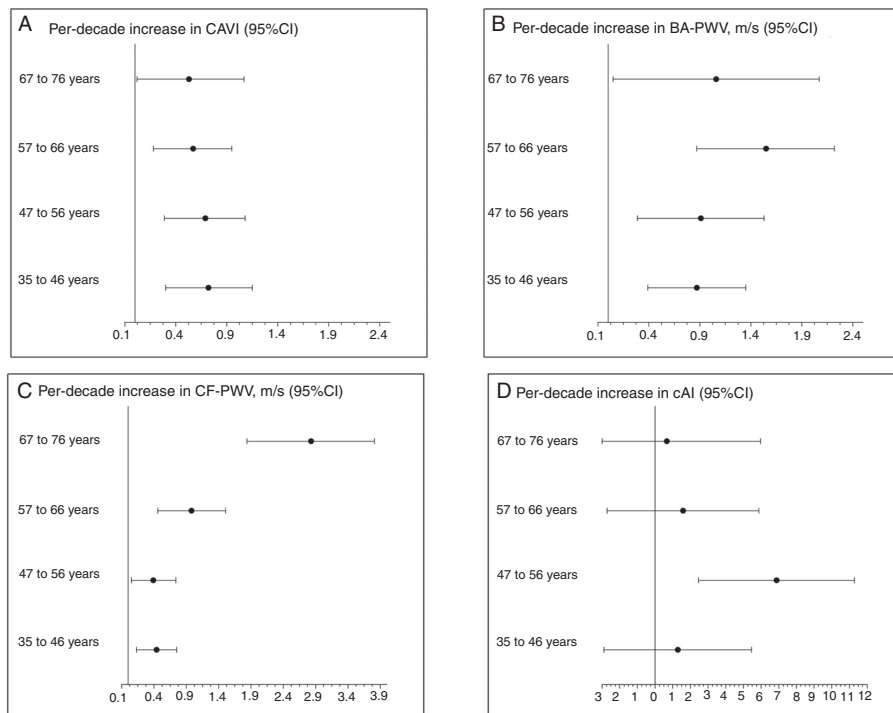 A Per-decade increase in CAVI (95%CI)
67 to 76 years
57 to 66 years
47 to 56 years
35 to 46 years
0.1 0.4 0.9 1.4 1.9 2.4
B Per-decade increase in BA-PWV, m/s (95%CI)
67 to 76 years
57 to 66 years
47 to 56 years
35 to 46 years
0.1 0.4 0.9 1.4 1.9 2.4
C Per-decade increase in CF-PWV, m/s (95%CI)
67 to 76 years
57 to 66 years
47 to 56 years
35 to 46 years
0.1 0.4 0.9 1.4 1.9 2.4 2.9 3.4 3.9
D Per-decade increase in cAI (95%CI)
67 to 76 years
57 to 66 years
47 to 56 years
35 to 46 years
3 2 1 0 1 2 3 4 5 6 7 8 9 10 11 12